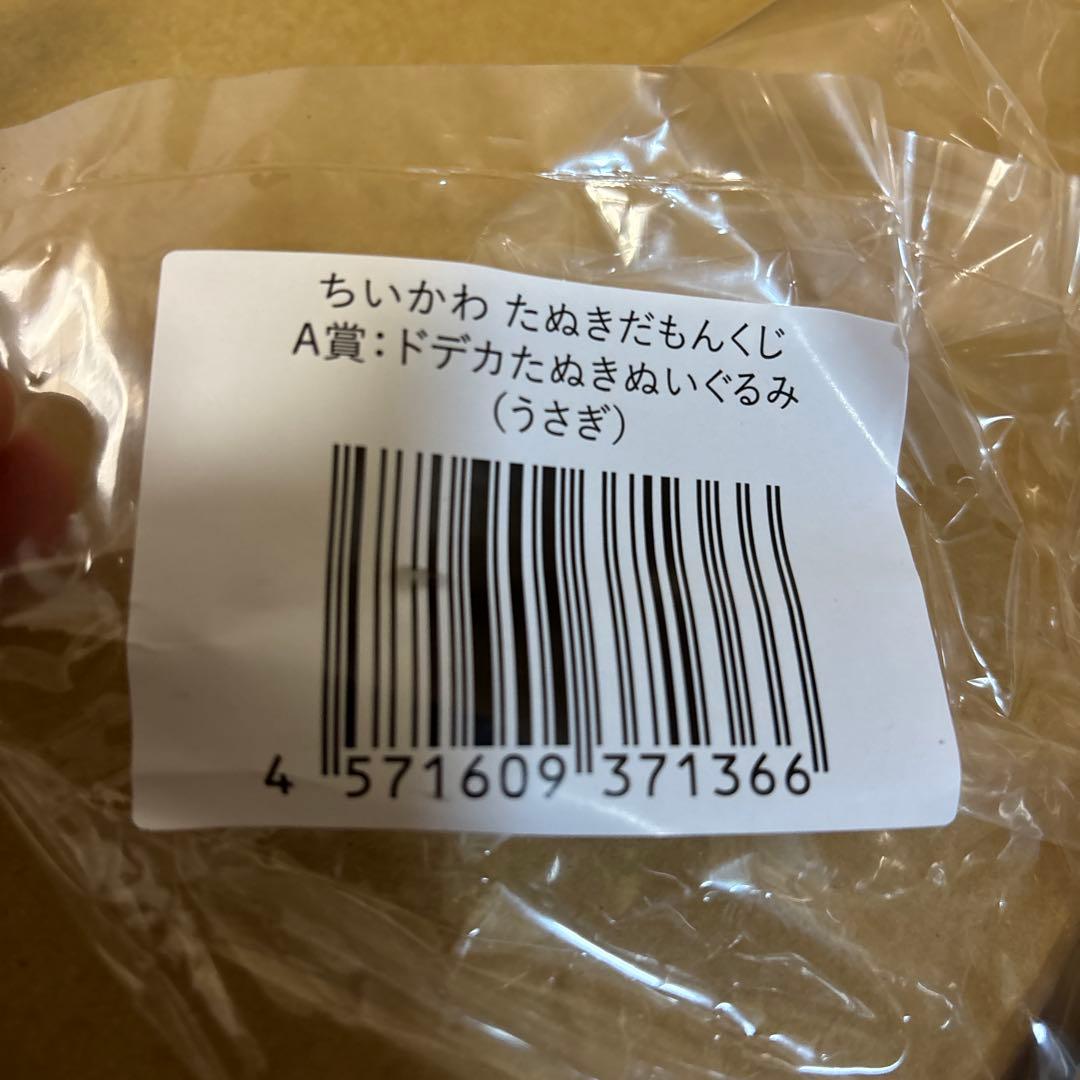 ちいかわ たぬきだもんくじ
A賞：ドデカたぬきぬいぐるみ
（うさぎ）
4 571609 371366